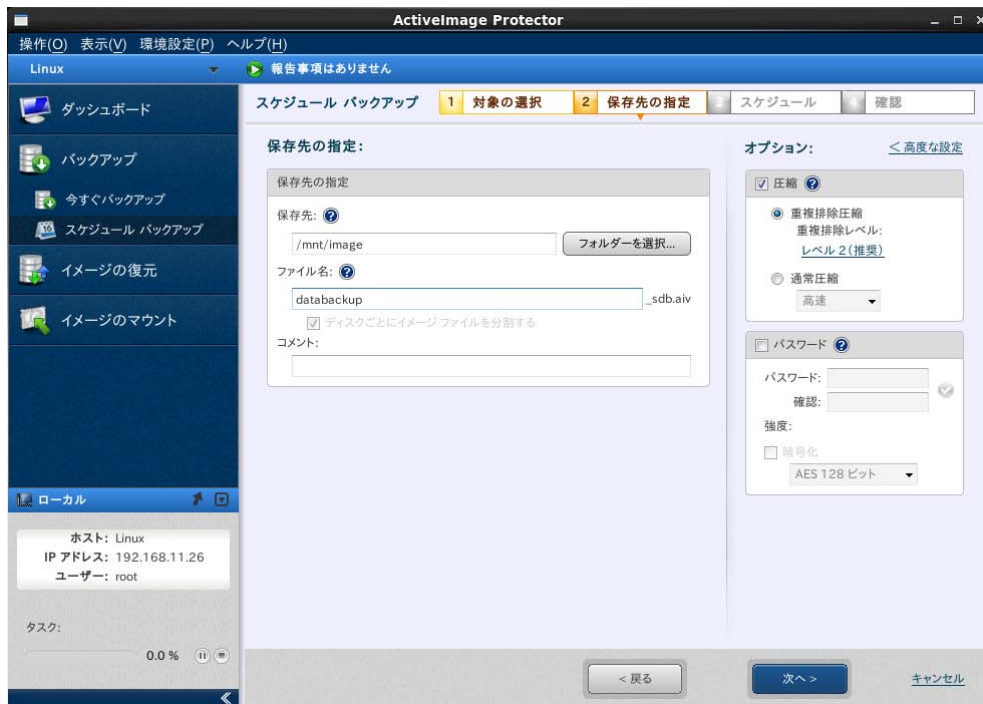 ActiveImage Protector
操作(O) 表示(V) 環境設定(P) ヘルプ(H)
Linux
報告事項はありません
ダッシュボード
バックアップ
今すぐバックアップ
16 スケジュール バックアップ
イメージの復元
イメージのマウント
スケジュール バックアップ 1 対象の選択 2 保存先の指定 3 スケジュール 4 確認
保存先の指定:
保存先の指定
保存先: ?
/mnt/image フォルダーを選択...
ファイル名: ?
databackup _sdb.aiv
ディスクごとにイメージ ファイルを分割する
コメント:
オプション: < 高度な設定
圧縮 ?
重複排除圧縮
重複排除レベル:
レベル 2(推奨)
通常圧縮
高速
パスワード ?
パスワード:
確認:
強度:
暗号化
AES 128 ビット
ローカル
ホスト: Linux
IP アドレス: 192.168.11.26
ユーザー: root
タスク:
0.0 %
< 戻る 次へ > キャンセル